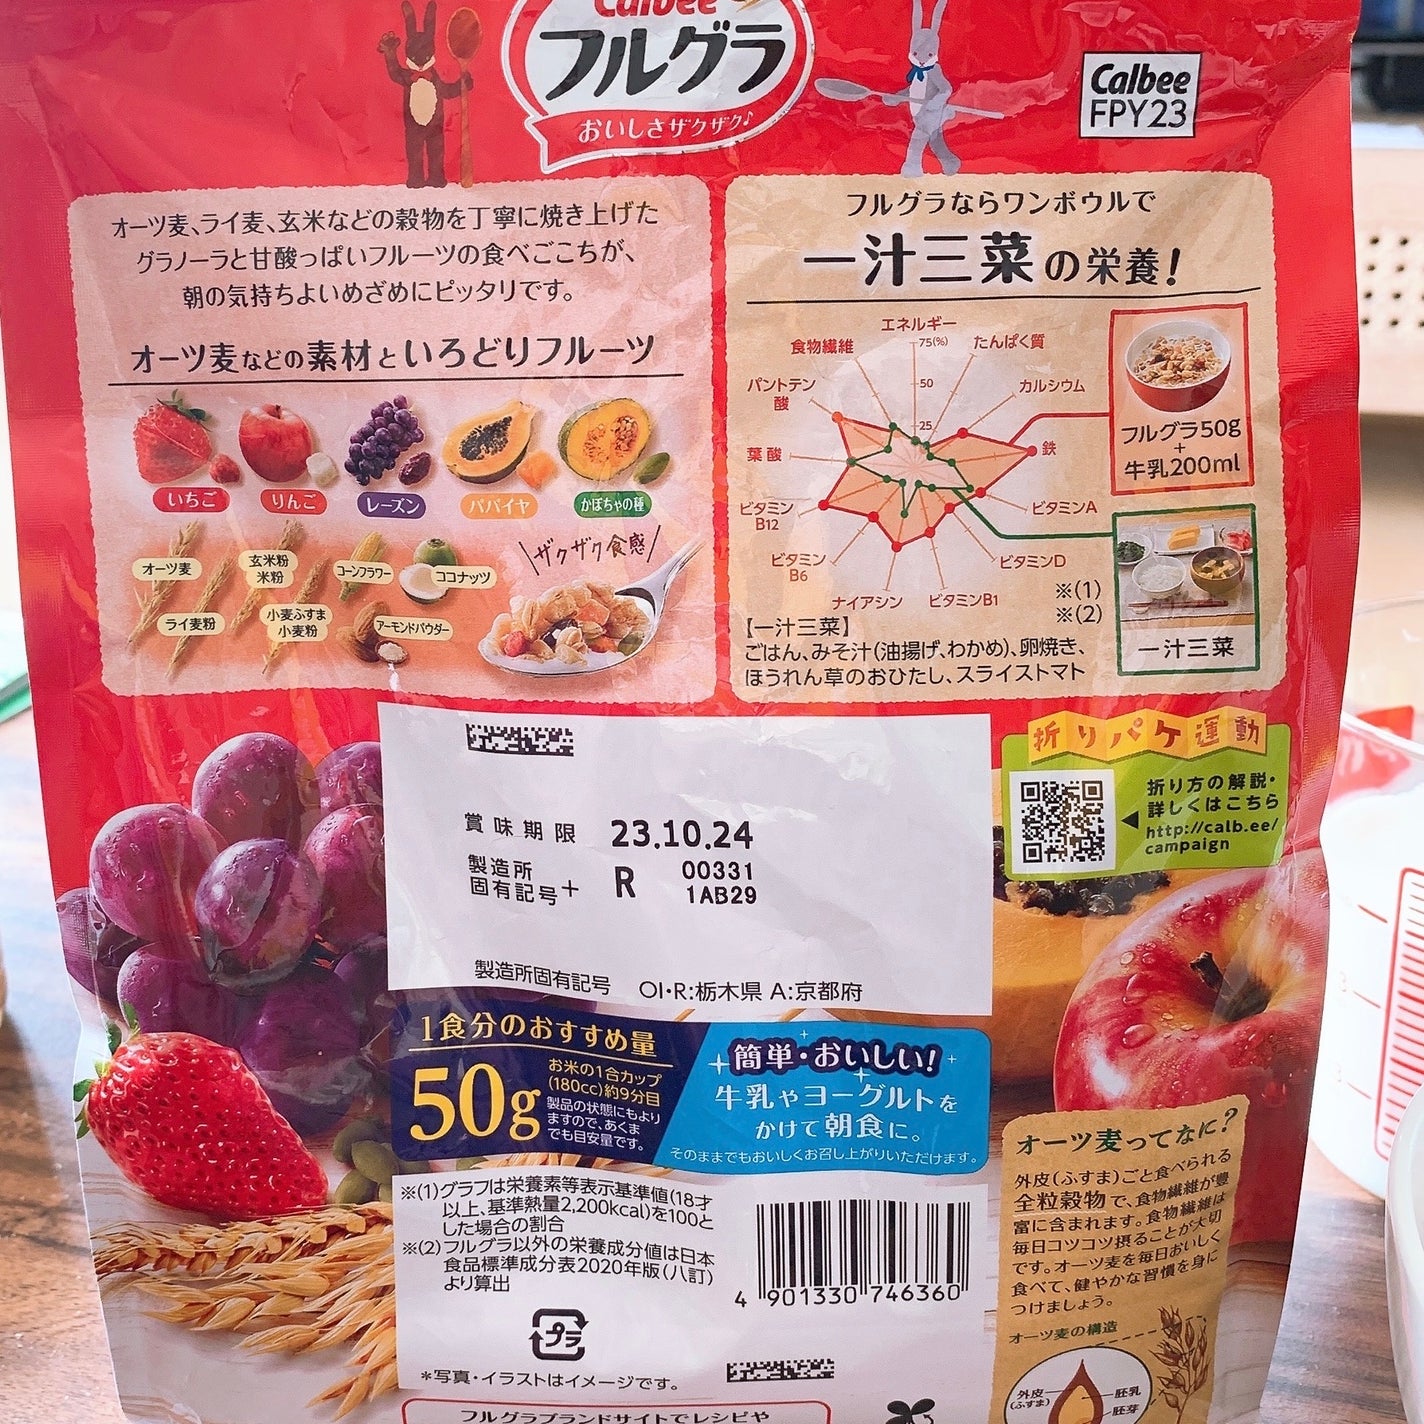 Calbee
フルグラ
おいしさザクザク♪
Calbee
FPY23
オーツ麦、ライ麦、玄米などの穀物を丁寧に焼き上げた
グラノーラと甘酸っぱいフルーツの食べごこちが、
朝の気持ちよいめざめにピッタリです。
オーツ麦などの素材といろどりフルーツ
いちご
りんご
レーズン
パパイヤ
かぼちゃの種
オーツ麦
玄米粉
米粉
コーンフラワー
ココナッツ
ライ麦粉
小麦ふすま
小麦粉
アーモンドパウダー
ザクザク食感
フルグラならワンボウルで
一汁三菜の栄養!
エネルギー
75(%)
50
25
たんぱく質
カルシウム
鉄
ビタミンA
ビタミンD
ビタミンB1
ナイアシン
ビタミン
B6
ビタミン
B12
葉酸
パントテン
酸
食物繊維
フルグラ50g
+
牛乳200ml
一汁三菜
※(1)
※(2)
【一汁三菜】
ごはん、みそ汁(油揚げ、わかめ)、卵焼き、
ほうれん草のおひたし、スライストマト
賞味期限 23.10.24
製造所
固有記号+ R 00331
1AB29
製造所固有記号 OI・R:栃木県 A:京都府
折りパケ運動
折り方の解説・
詳しくはこちら
http://calb.ee/
campaign
1食分のおすすめ量
50g
お米の1合カップ
(180cc)約9分目
製品の状態にもより
ますので、あくま
でも目安量です。
簡単・おいしい!
牛乳やヨーグルトを
かけて朝食に。
そのままでもおいしくお召し上がりいただけます。
※(1)グラフは栄養素等表示基準値(18才
以上、基準熱量2,200kcal)を100と
した場合の割合
※(2)フルグラ以外の栄養成分値は日本
食品標準成分表2020年版(八訂)
より算出
プラ
4 901330 746360
*写真・イラストはイメージです。
フルグラブランドサイトでレシピや
オーツ麦ってなに?
外皮(ふすま)ごと食べられる
全粒穀物で、食物繊維が豊
富に含まれます。食物繊維は
毎日コツコツ摂ることが大切
です。オーツ麦を毎日おいしく
食べて、健やかな習慣を身に
つけましょう。
オーツ麦の構造
外皮
(ふすま)
胚乳
胚芽